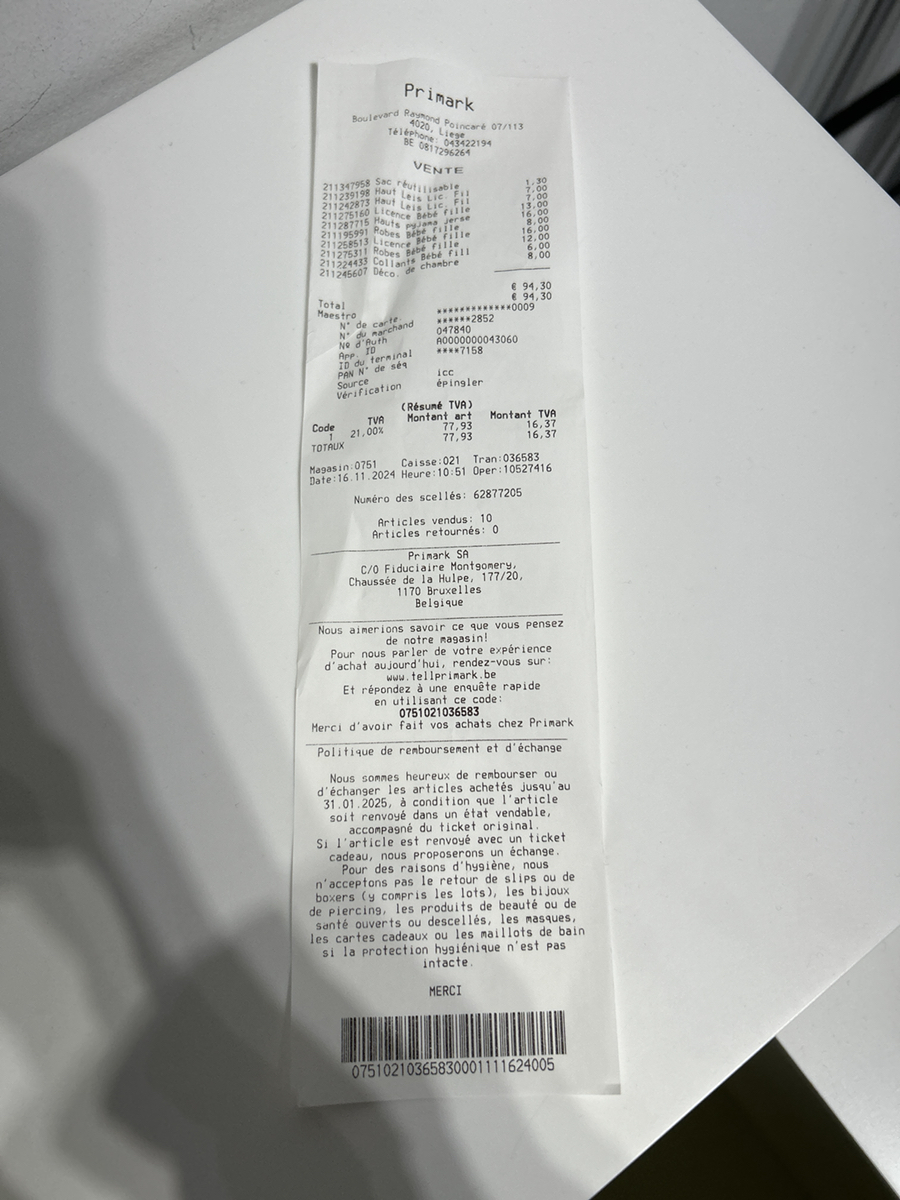 Primark
Boulevard Raymond Poincaré 07/113
4020, Liege
Téléphone: 043422194
BE 0817296264
VENTE
211347958 Sac réutilisable 1,30
211239198 Haut Leis Lic. Fil 7,00
211242873 Haut Leis Lic. Fil 7,00
211275160 Licence Bébé fille 13,00
211287715 Hauts pyjama jerse 16,00
211195991 Robes Bébé fille 8,00
211258513 Licence Bébé fille 16,00
211275311 Robes Bébé fille 12,00
211224433 Collants Bébé fill 6,00
211245607 Déco. de chambre 8,00
Total € 94,30
Maestro € 94,30
N° de carte. *************0009
N° du marchand ******2852
Nº d'Auth 047840
App. ID A0000000043060
ID du terminal ****7158
PAN N° de séq
Source icc
Vérification épingler
(Résumé TVA)
Code TVA Montant art Montant TVA
1 21,00% 77,93 16,37
TOTAUX 77,93 16,37
Magasin:0751 Caisse:021 Tran:036583
Date:16.11.2024 Heure:10:51 Oper:10527416
Numéro des scellés: 62877205
Articles vendus: 10
Articles retournés: 0
Primark SA
C/O Fiduciaire Montgomery,
Chaussée de la Hulpe, 177/20,
1170 Bruxelles
Belgique
Nous aimerions savoir ce que vous pensez
de notre magasin!
Pour nous parler de votre expérience
d'achat aujourd'hui, rendez-vous sur:
www.tellprimark.be
Et répondez à une enquête rapide
en utilisant ce code:
0751021036583
Merci d'avoir fait vos achats chez Primark
Politique de remboursement et d'échange
Nous sommes heureux de rembourser ou
d'échanger les articles achetés jusqu'au
31.01.2025, à condition que l'article
soit renvoyé dans un état vendable,
accompagné du ticket original.
Si l'article est renvoyé avec un ticket
cadeau, nous proposerons un échange.
Pour des raisons d'hygiène, nous
n'acceptons pas le retour de slips ou de
boxers (y compris les lots), les bijoux
de piercing, les produits de beauté ou de
santé ouverts ou descellés, les masques,
les cartes cadeaux ou les maillots de bain
si la protection hygiénique n'est pas
intacte.
MERCI
07510210365830001111624005